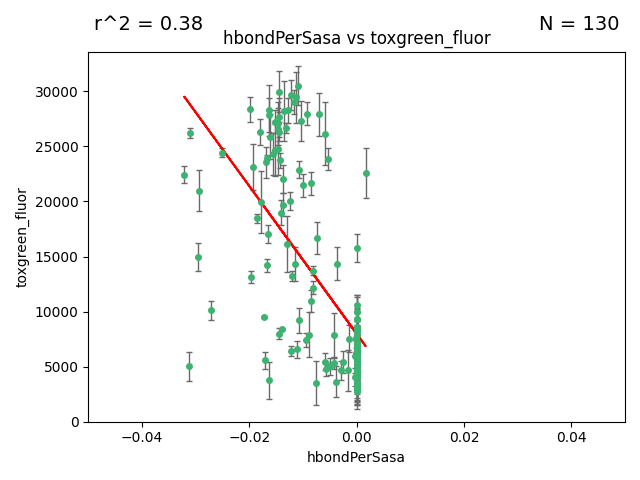 r^2 = 0.38
N = 130
hbondPerSasa vs toxgreen_fluor
toxgreen_fluor
30000
25000
20000
15000
10000
5000
0
−0.04
−0.02
0.00
0.02
0.04
hbondPerSasa